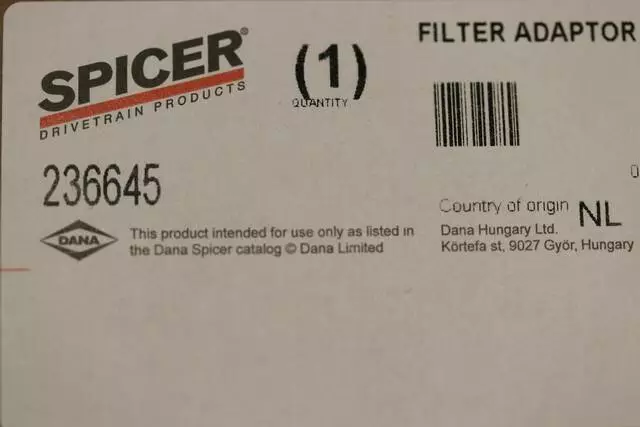 SPICER®
DRIVETRAIN PRODUCTS
(1)
QUANTITY
FILTER ADAPTOR
236645
DANA
This product intended for use only as listed in
the Dana Spicer catalog © Dana Limited
Country of origin NL
Dana Hungary Ltd.
Körtefa st, 9027 Györ, Hungary